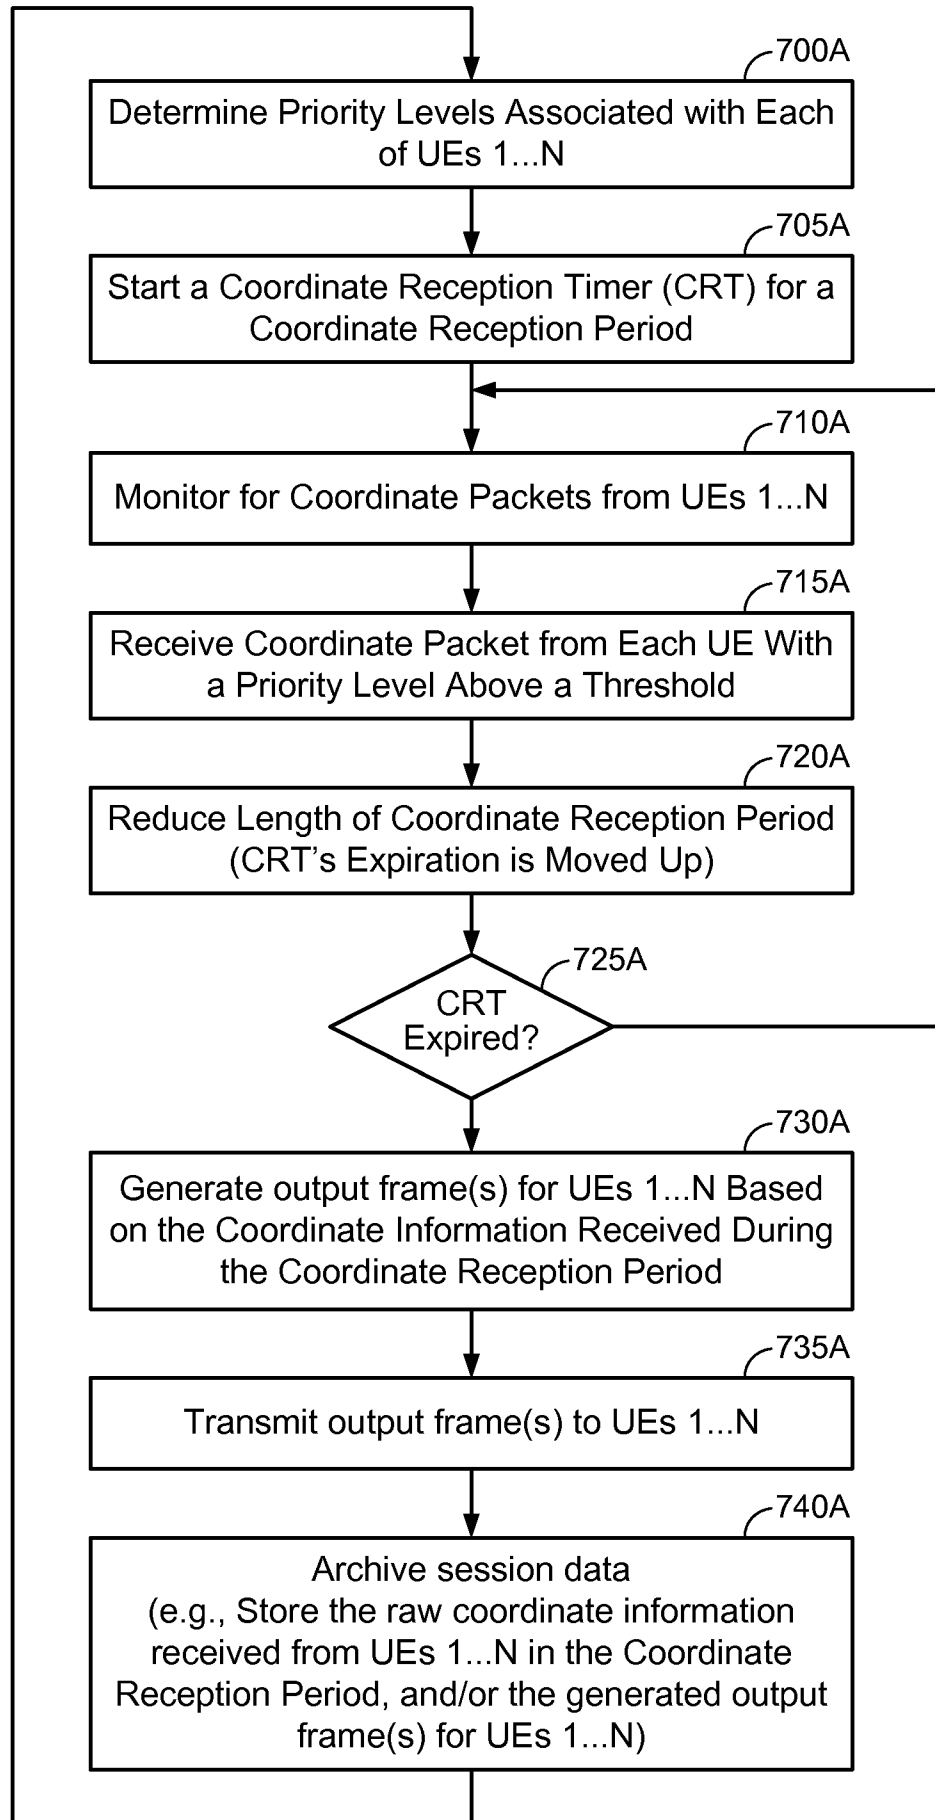 700A
Determine Priority Levels Associated with Each
of UEs 1...N
705A
Start a Coordinate Reception Timer (CRT) for a
Coordinate Reception Period
710A
Monitor for Coordinate Packets from UEs 1...N
715A
Receive Coordinate Packet from Each UE With
a Priority Level Above a Threshold
720A
Reduce Length of Coordinate Reception Period
(CRT's Expiration is Moved Up)
725A
CRT
Expired?
730A
Generate output frame(s) for UEs 1...N Based
on the Coordinate Information Received During
the Coordinate Reception Period
735A
Transmit output frame(s) to UEs 1...N
740A
Archive session data
(e.g., Store the raw coordinate information
received from UEs 1...N in the Coordinate
Reception Period, and/or the generated output
frame(s) for UEs 1...N)